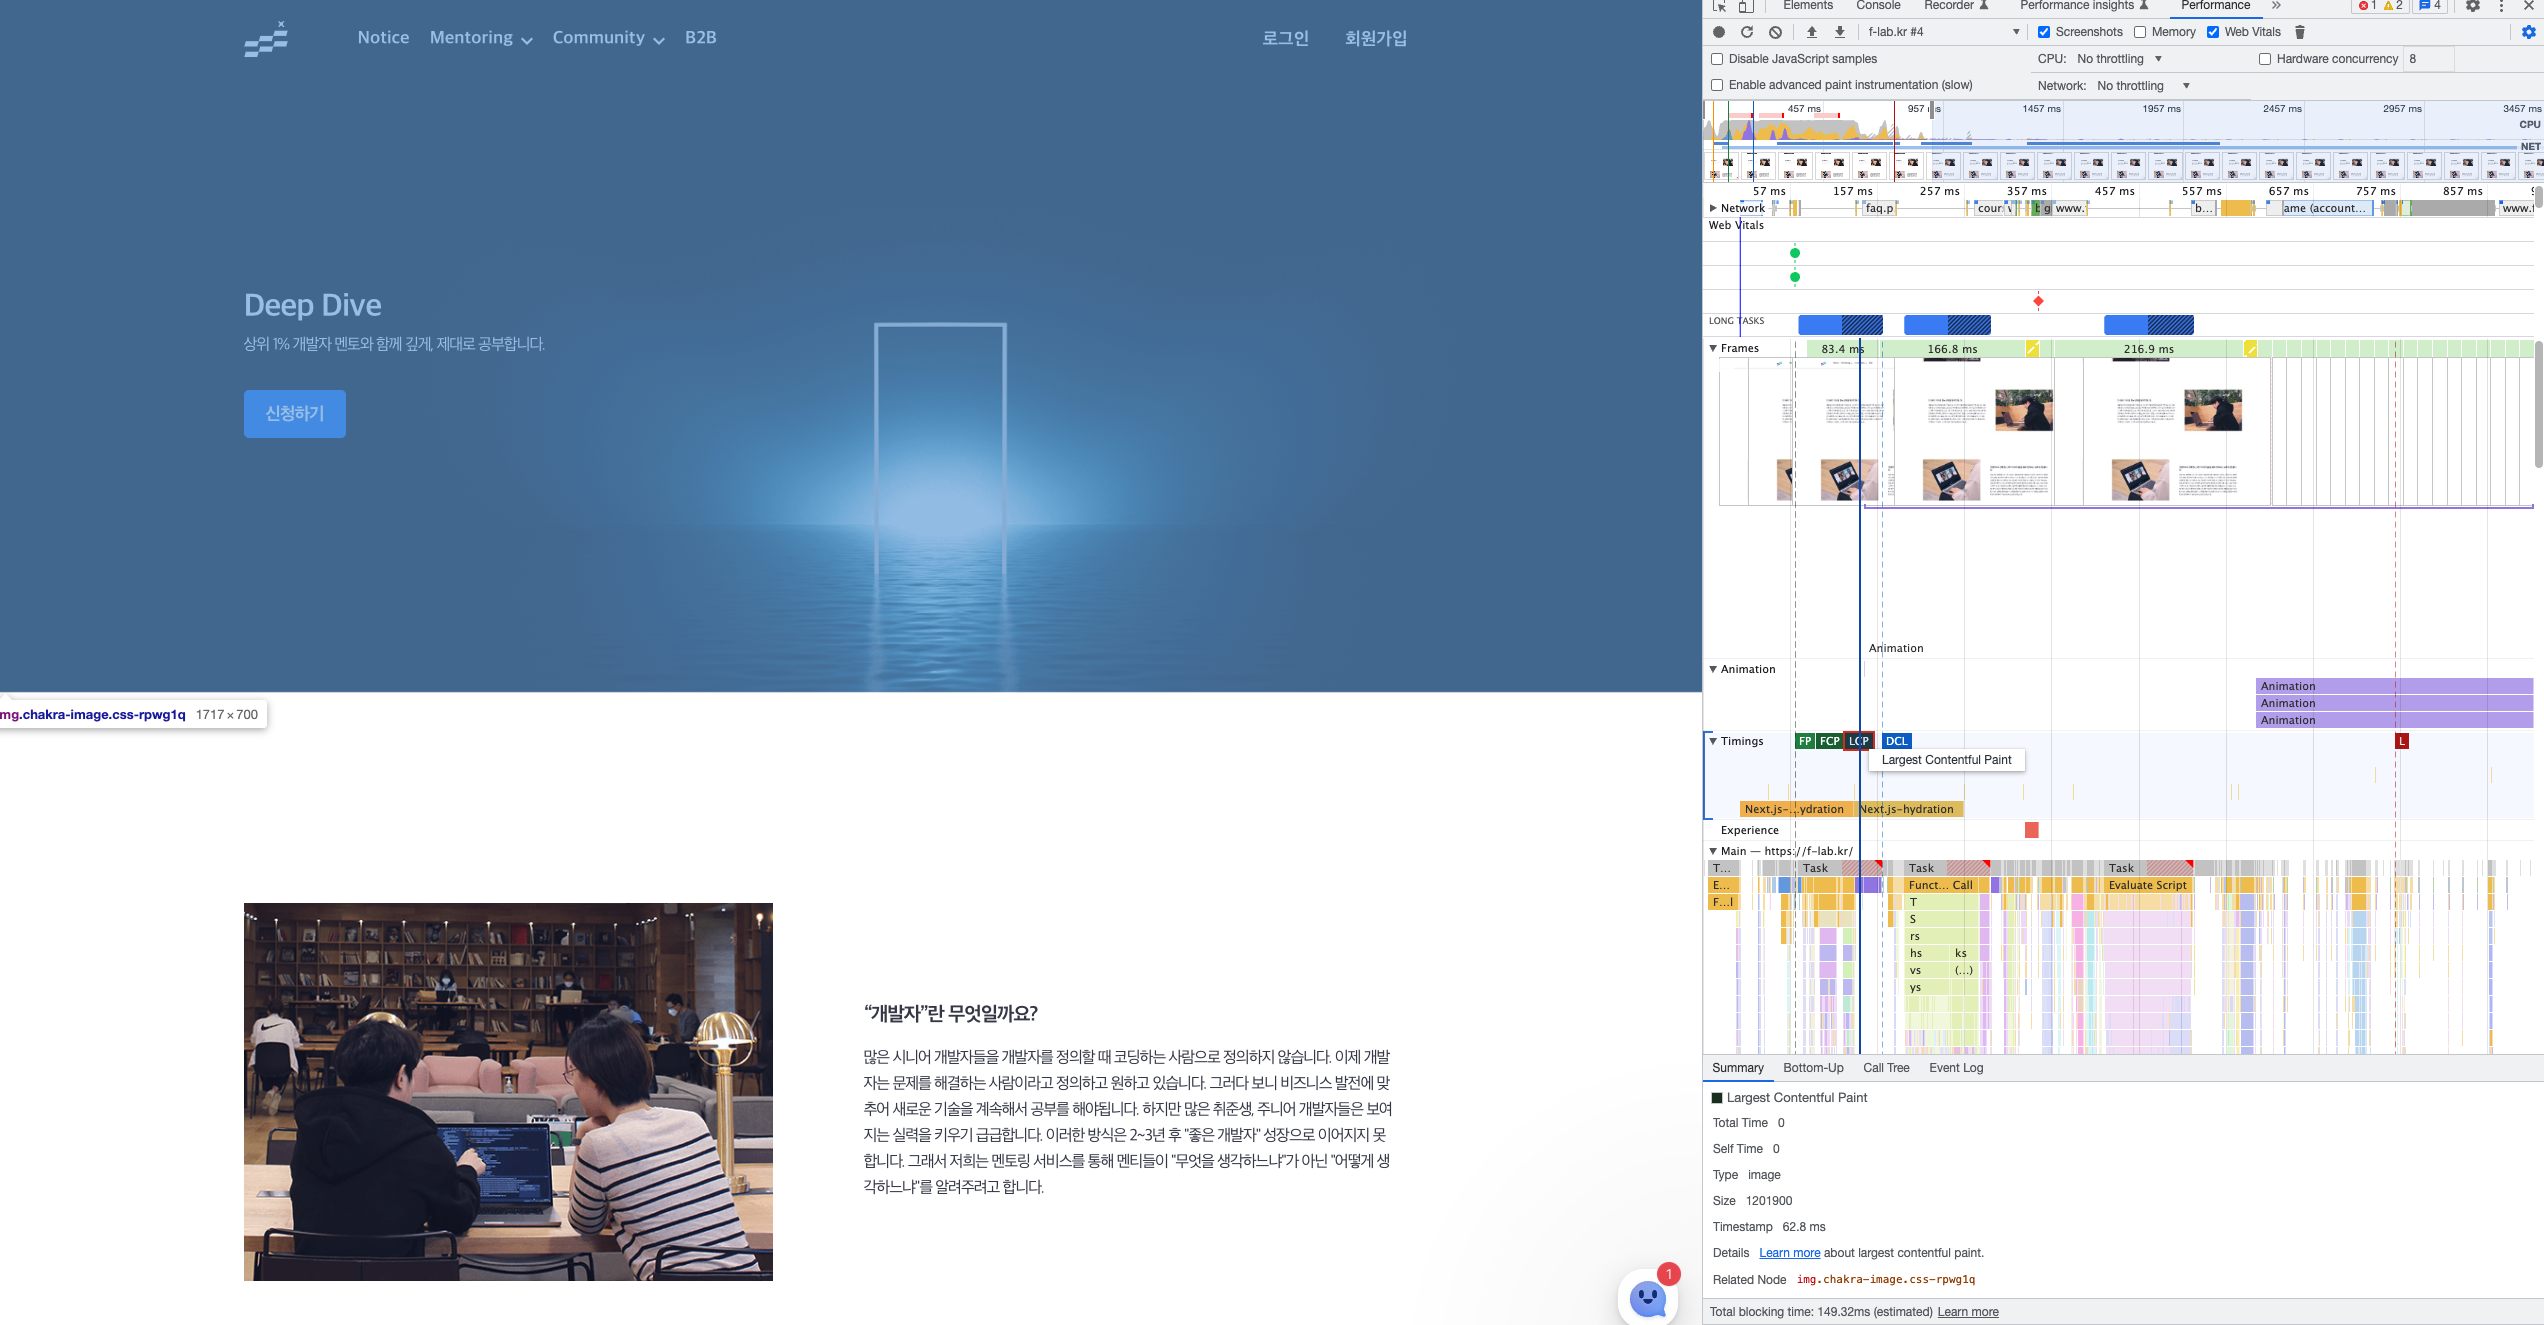 Notice Mentoring Community B2B 로그인 회원가입
Deep Dive
상위 1% 개발자 멘토와 함께 깊게, 제대로 공부합니다.
신청하기
mg.chakra-image.css-rpwg1q 1717 × 700
“개발자”란 무엇일까요?
많은 시니어 개발자들을 개발자를 정의할 때 코딩하는 사람으로 정의하지 않습니다. 이제 개발
자는 문제를 해결하는 사람이라고 정의하고 원하고 있습니다. 그러다 보니 비즈니스 발전에 맞
추어 새로운 기술을 계속해서 공부를 해야됩니다. 하지만 많은 취준생, 주니어 개발자들은 보여
지는 실력을 키우기 급급합니다. 이러한 방식은 2~3년 후 "좋은 개발자" 성장으로 이어지지 못
합니다. 그래서 저희는 멘토링 서비스를 통해 멘티들이 "무엇을 생각하느냐"가 아닌 "어떻게 생
각하느냐"를 알려주려고 합니다.
1
Elements Console Recorder Performance insights Performance 1 2 4
f-lab.kr #4 Screenshots Memory Web Vitals
Disable JavaScript samples CPU: No throttling Hardware concurrency 8
Enable advanced paint instrumentation (slow) Network: No throttling
457 ms 957 ms 1457 ms 1957 ms 2457 ms 2957 ms 3457 ms
CPU
NET
57 ms 157 ms 257 ms 357 ms 457 ms 557 ms 657 ms 757 ms 857 ms
Network faq.p cour b g www. b... ame (account... www.
Web Vitals
LONG TASKS
Frames 83.4 ms 166.8 ms 216.9 ms
Animation
Animation
Animation
Animation
Animation
Timings FP FCP LCP DCL L
Largest Contentful Paint
Next.js-...ydration Next.js-hydration
Experience
Main — https://f-lab.kr/
T... Task Task Task
E... Funct... Call Evaluate Script
F...l T
S
rs
hs ks
vs (...)
ys
Summary Bottom-Up Call Tree Event Log
Largest Contentful Paint
Total Time 0
Self Time 0
Type image
Size 1201900
Timestamp 62.8 ms
Details Learn more about largest contentful paint.
Related Node img.chakra-image.css-rpwg1q
Total blocking time: 149.32ms (estimated) Learn more